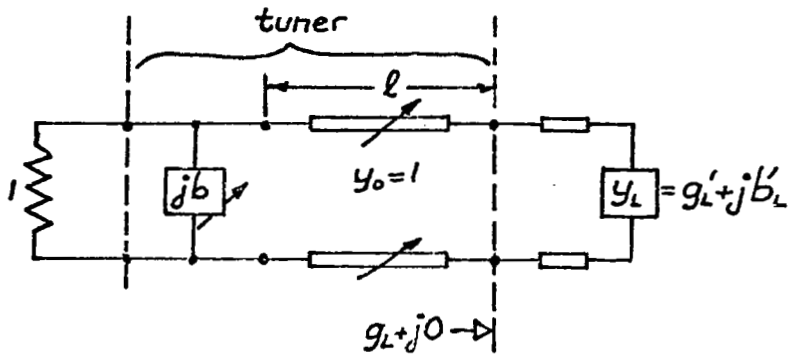 tuner
ℓ
1
jb
y₀=1
y_L
=g'_L+jb'_L
g_L+j0